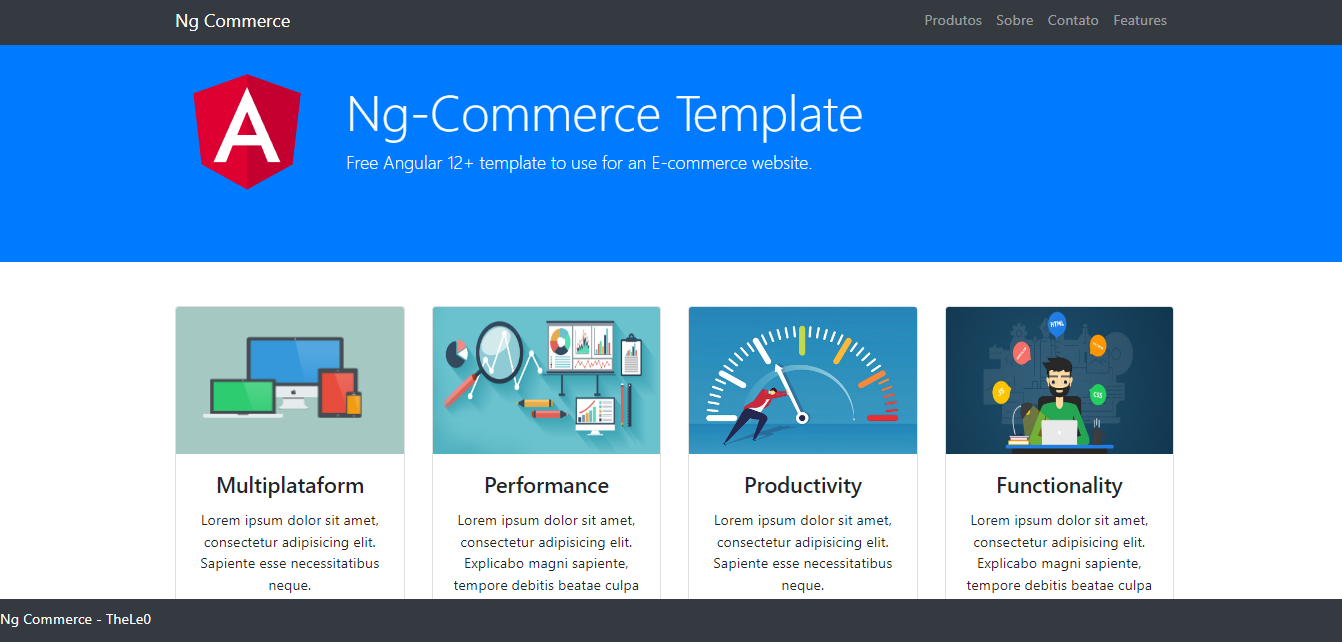 Ng Commerce
Produtos Sobre Contato Features
Ng-Commerce Template
Free Angular 12+ template to use for an E-commerce website.
HTML
CSS
Multiplataform
Lorem ipsum dolor sit amet,
consectetur adipisicing elit.
Sapiente esse necessitatibus
neque.
Performance
Lorem ipsum dolor sit amet,
consectetur adipisicing elit.
Explicabo magni sapiente,
tempore debitis beatae culpa
Productivity
Lorem ipsum dolor sit amet,
consectetur adipisicing elit.
Sapiente esse necessitatibus
neque.
Functionality
Lorem ipsum dolor sit amet,
consectetur adipisicing elit.
Explicabo magni sapiente,
tempore debitis beatae culpa
Ng Commerce - TheLe0